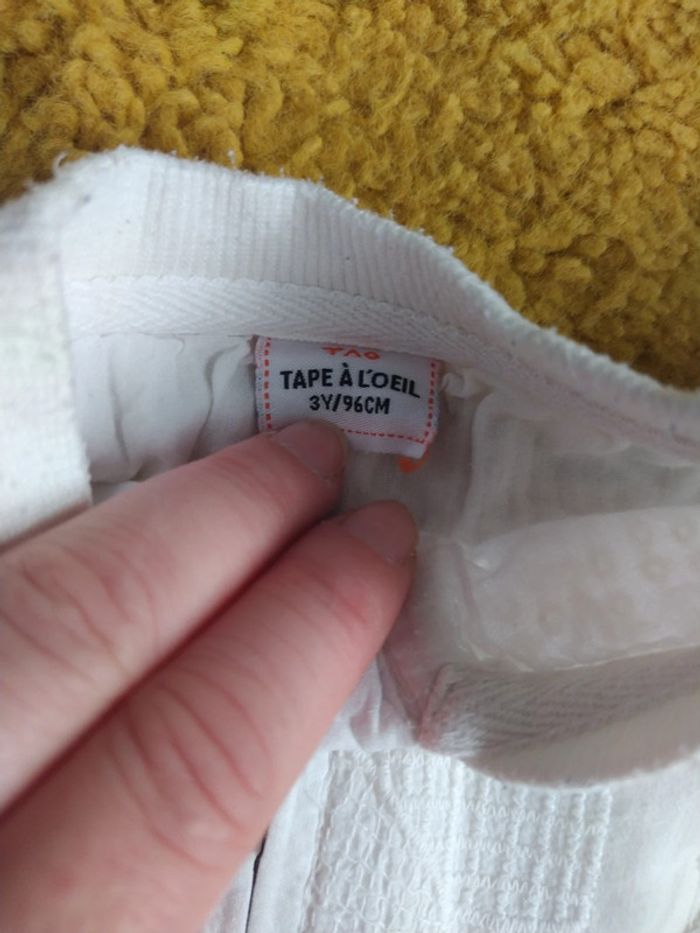 TAO
TAPE À L'OEIL
3Y/96CM